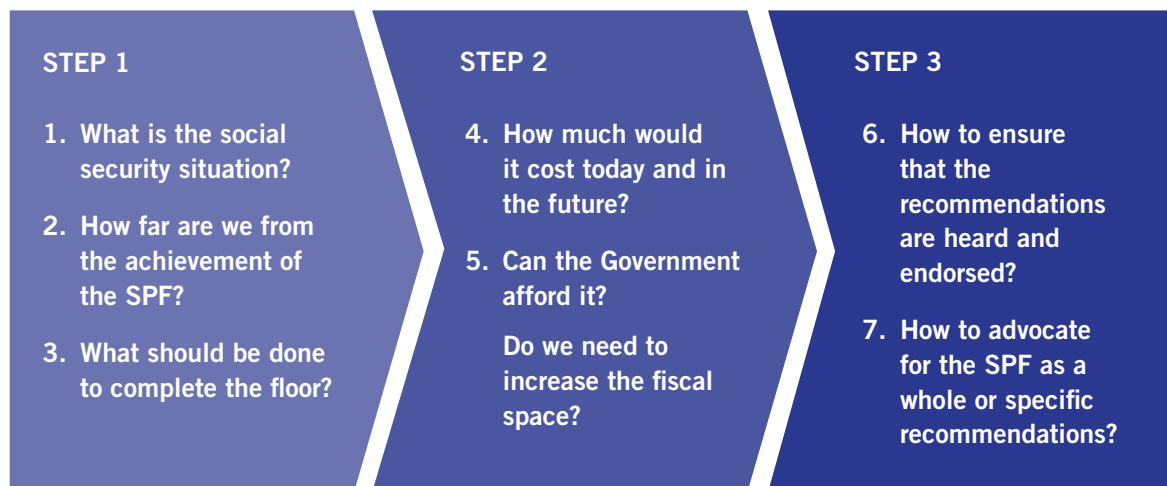 STEP 1
1. What is the social
security situation?
2. How far are we from
the achievement of
the SPF?
3. What should be done
to complete the floor?
STEP 2
4. How much would
it cost today and in
the future?
5. Can the Government
afford it?
Do we need to
increase the fiscal
space?
STEP 3
6. How to ensure
that the
recommendations
are heard and
endorsed?
7. How to advocate
for the SPF as a
whole or specific
recommendations?